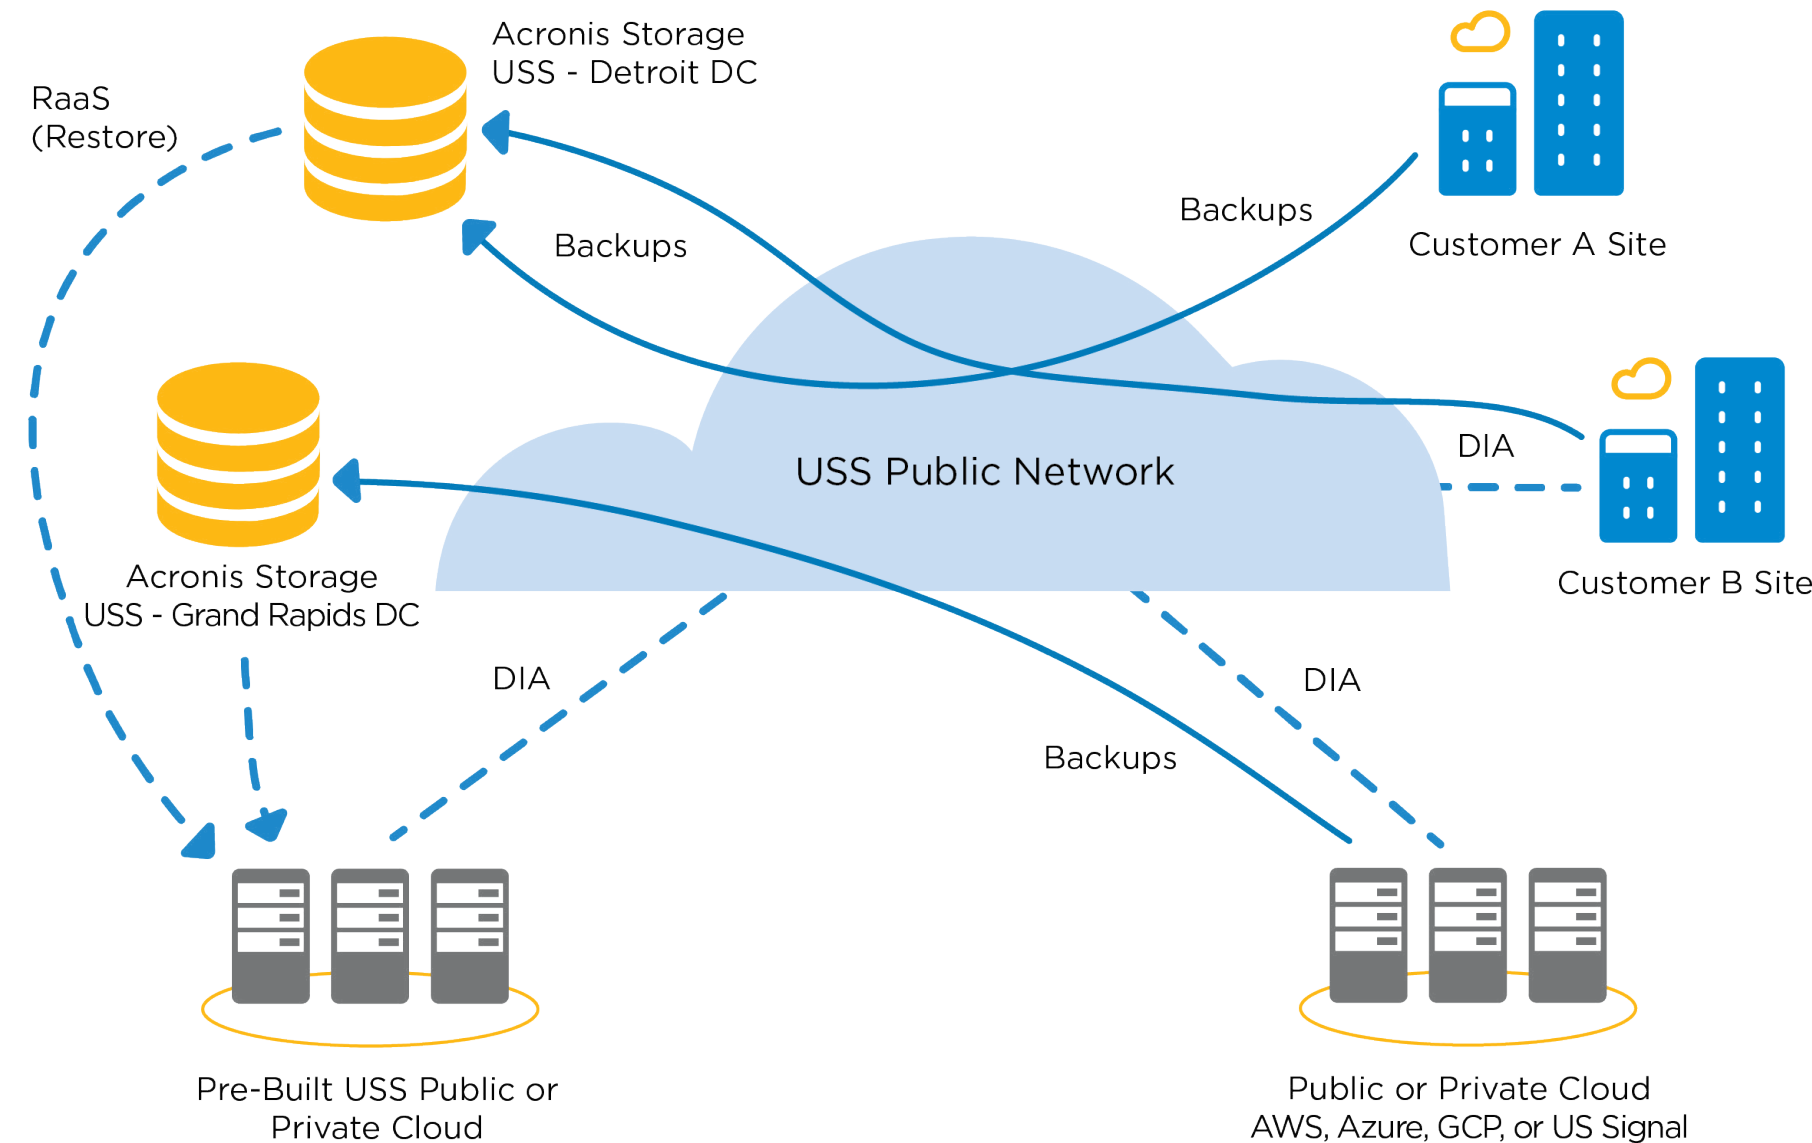 Acronis Storage
USS - Detroit DC
RaaS
(Restore)
Backups
Backups
Customer A Site
DIA
USS Public Network
Customer B Site
Acronis Storage
USS - Grand Rapids DC
DIA
DIA
Backups
Pre-Built USS Public or
Private Cloud
Public or Private Cloud
AWS, Azure, GCP, or US Signal